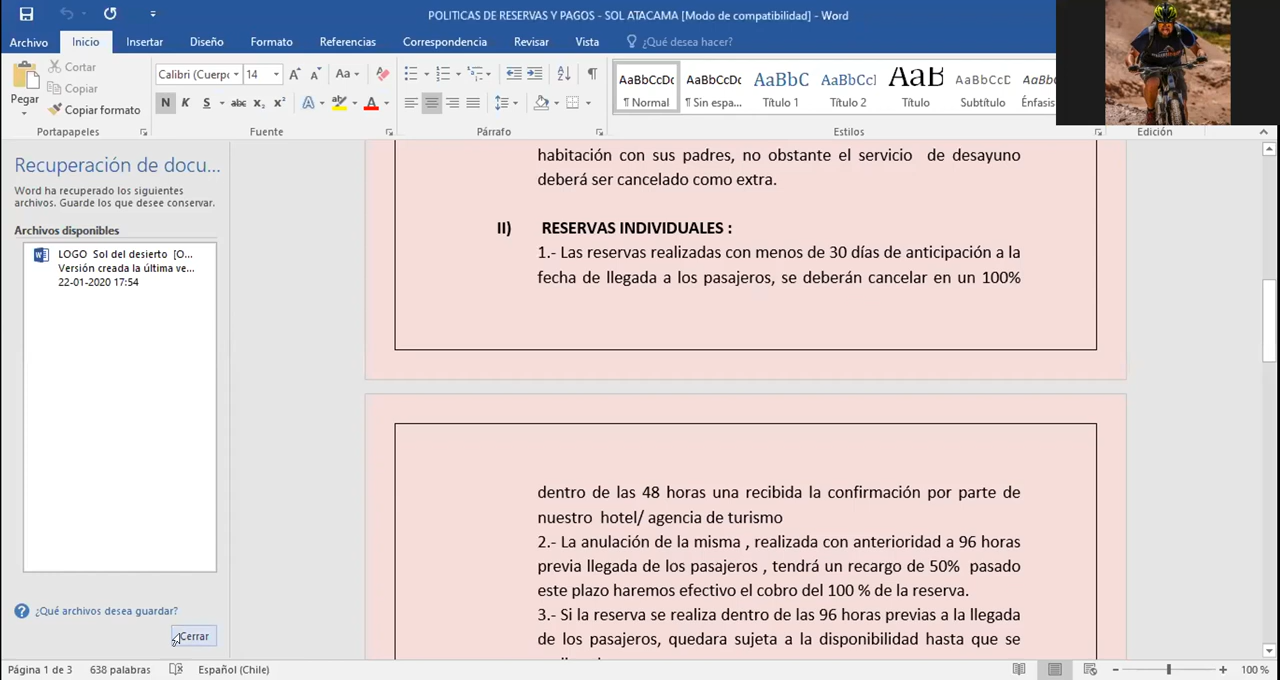 POLITICAS DE RESERVAS Y PAGOS - SOL ATACAMA [Modo de compatibilidad] - Word
Archivo Inicio Insertar Diseño Formato Referencias Correspondencia Revisar Vista ¿Qué desea hacer?
Pegar
Cortar
Copiar
Copiar formato
Portapapeles
Calibri (Cuerpo 14
N K S abc x₂ x²
Fuente
Párrafo
AaBbCcDc AaBbCcDc AaBbC AaBbCcI AaB AaBbCcD AaBb
¶ Normal ¶ Sin espa... Título 1 Título 2 Título Subtítulo Énfasis
Estilos
Edición
Recuperación de docu...
Word ha recuperado los siguientes
archivos. Guarde los que desee conservar.
Archivos disponibles
LOGO Sol del desierto [O...
Versión creada la última ve...
22-01-2020 17:54
¿Qué archivos desea guardar?
Cerrar
habitación con sus padres, no obstante el servicio de desayuno
deberá ser cancelado como extra.
II) RESERVAS INDIVIDUALES :
1.- Las reservas realizadas con menos de 30 días de anticipación a la
fecha de llegada a los pasajeros, se deberán cancelar en un 100%
dentro de las 48 horas una recibida la confirmación por parte de
nuestro hotel/ agencia de turismo
2.- La anulación de la misma , realizada con anterioridad a 96 horas
previa llegada de los pasajeros , tendrá un recargo de 50% pasado
este plazo haremos efectivo el cobro del 100 % de la reserva.
3.- Si la reserva se realiza dentro de las 96 horas previas a la llegada
de los pasajeros, quedara sujeta a la disponibilidad hasta que se
Página 1 de 3 638 palabras Español (Chile) 100 %